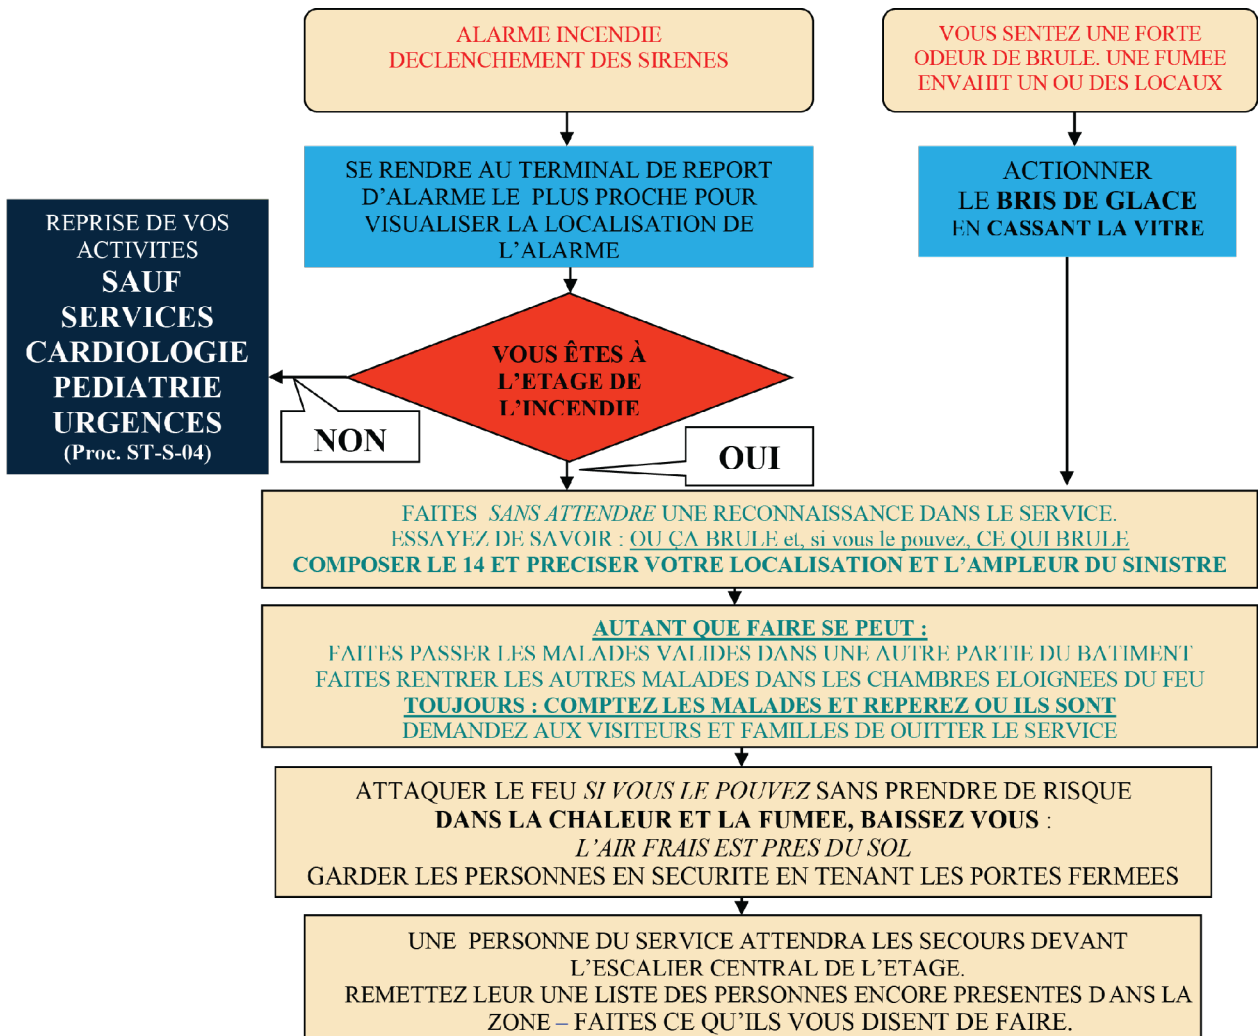 ALARME INCENDIE
DECLENCHEMENT DES SIRENES
VOUS SENTEZ UNE FORTE
ODEUR DE BRULE. UNE FUMEE
ENVAHIT UN OU DES LOCAUX
SE RENDRE AU TERMINAL DE REPORT
D'ALARME LE PLUS PROCHE POUR
VISUALISER LA LOCALISATION DE
L'ALARME
ACTIONNER
LE BRIS DE GLACE
EN CASSANT LA VITRE
REPRISE DE VOS
ACTIVITES
SAUF
SERVICES
CARDIOLOGIE
PEDIATRIE
URGENCES
(Proc. ST-S-04)
VOUS ÊTES À
L'ETAGE DE
L'INCENDIE
NON
OUI
FAITES SANS ATTENDRE UNE RECONNAISSANCE DANS LE SERVICE.
ESSAYEZ DE SAVOIR : OU ÇA BRULE et, si vous le pouvez, CE QUI BRULE
COMPOSER LE 14 ET PRECISER VOTRE LOCALISATION ET L'AMPLEUR DU SINISTRE
AUTANT QUE FAIRE SE PEUT :
FAITES PASSER LES MALADES VALIDES DANS UNE AUTRE PARTIE DU BATIMENT
FAITES RENTRER LES AUTRES MALADES DANS LES CHAMBRES ELOIGNEES DU FEU
TOUJOURS : COMPTEZ LES MALADES ET REPEREZ OU ILS SONT
DEMANDEZ AUX VISITEURS ET FAMILLES DE QUITTER LE SERVICE
ATTAQUER LE FEU SI VOUS LE POUVEZ SANS PRENDRE DE RISQUE
DANS LA CHALEUR ET LA FUMEE, BAISSEZ VOUS :
L'AIR FRAIS EST PRES DU SOL
GARDER LES PERSONNES EN SECURITE EN TENANT LES PORTES FERMEES
UNE PERSONNE DU SERVICE ATTENDRA LES SECOURS DEVANT
L'ESCALIER CENTRAL DE L'ETAGE.
REMETTEZ LEUR UNE LISTE DES PERSONNES ENCORE PRESENTES D ANS LA
ZONE – FAITES CE QU'ILS VOUS DISENT DE FAIRE.